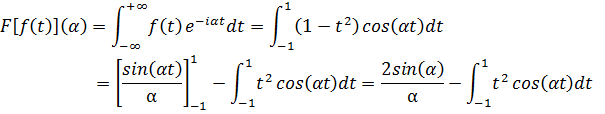 F[f(t)](α) = ∫_{−∞}^{+∞} f(t) e^{−iαt} dt = ∫_{−1}^{1} (1 − t²) cos(αt) dt
= [sin(αt)/α]_{−1}^{1} − ∫_{−1}^{1} t² cos(αt) dt = 2sin(α)/α − ∫_{−1}^{1} t² cos(αt) dt